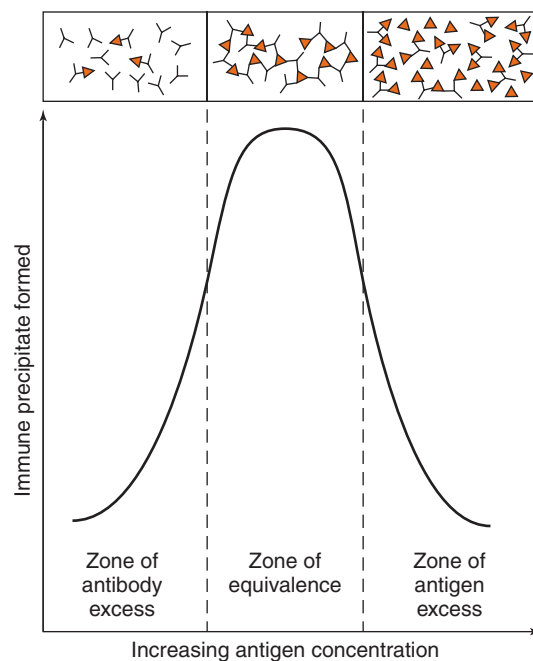 Immune precipitate formed
Zone of
antibody
excess
Zone of
equivalence
Zone of
antigen
excess
Increasing antigen concentration